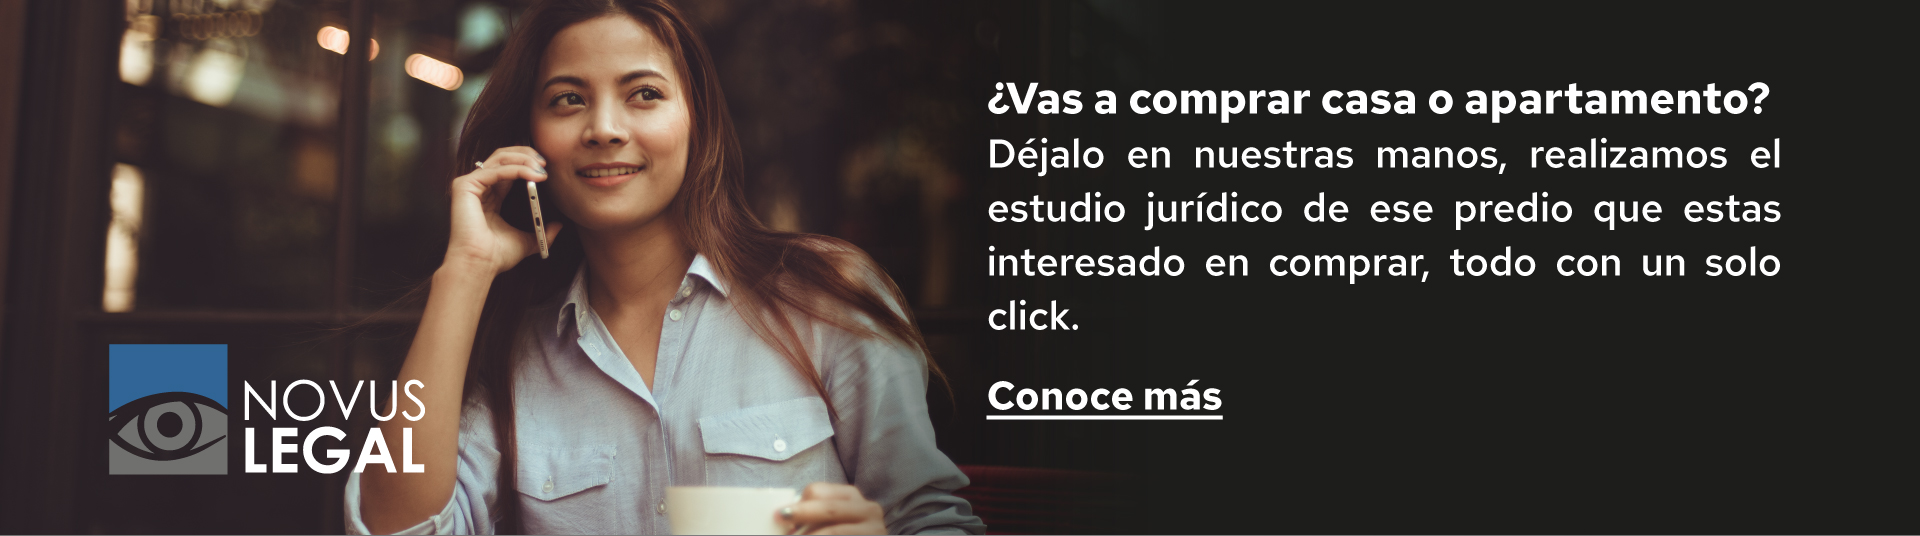 ¿Vas a comprar casa o apartamento?
Déjalo en nuestras manos, realizamos el
estudio jurídico de ese predio que estas
interesado en comprar, todo con un solo
click.
Conoce más
NOVUS
LEGAL